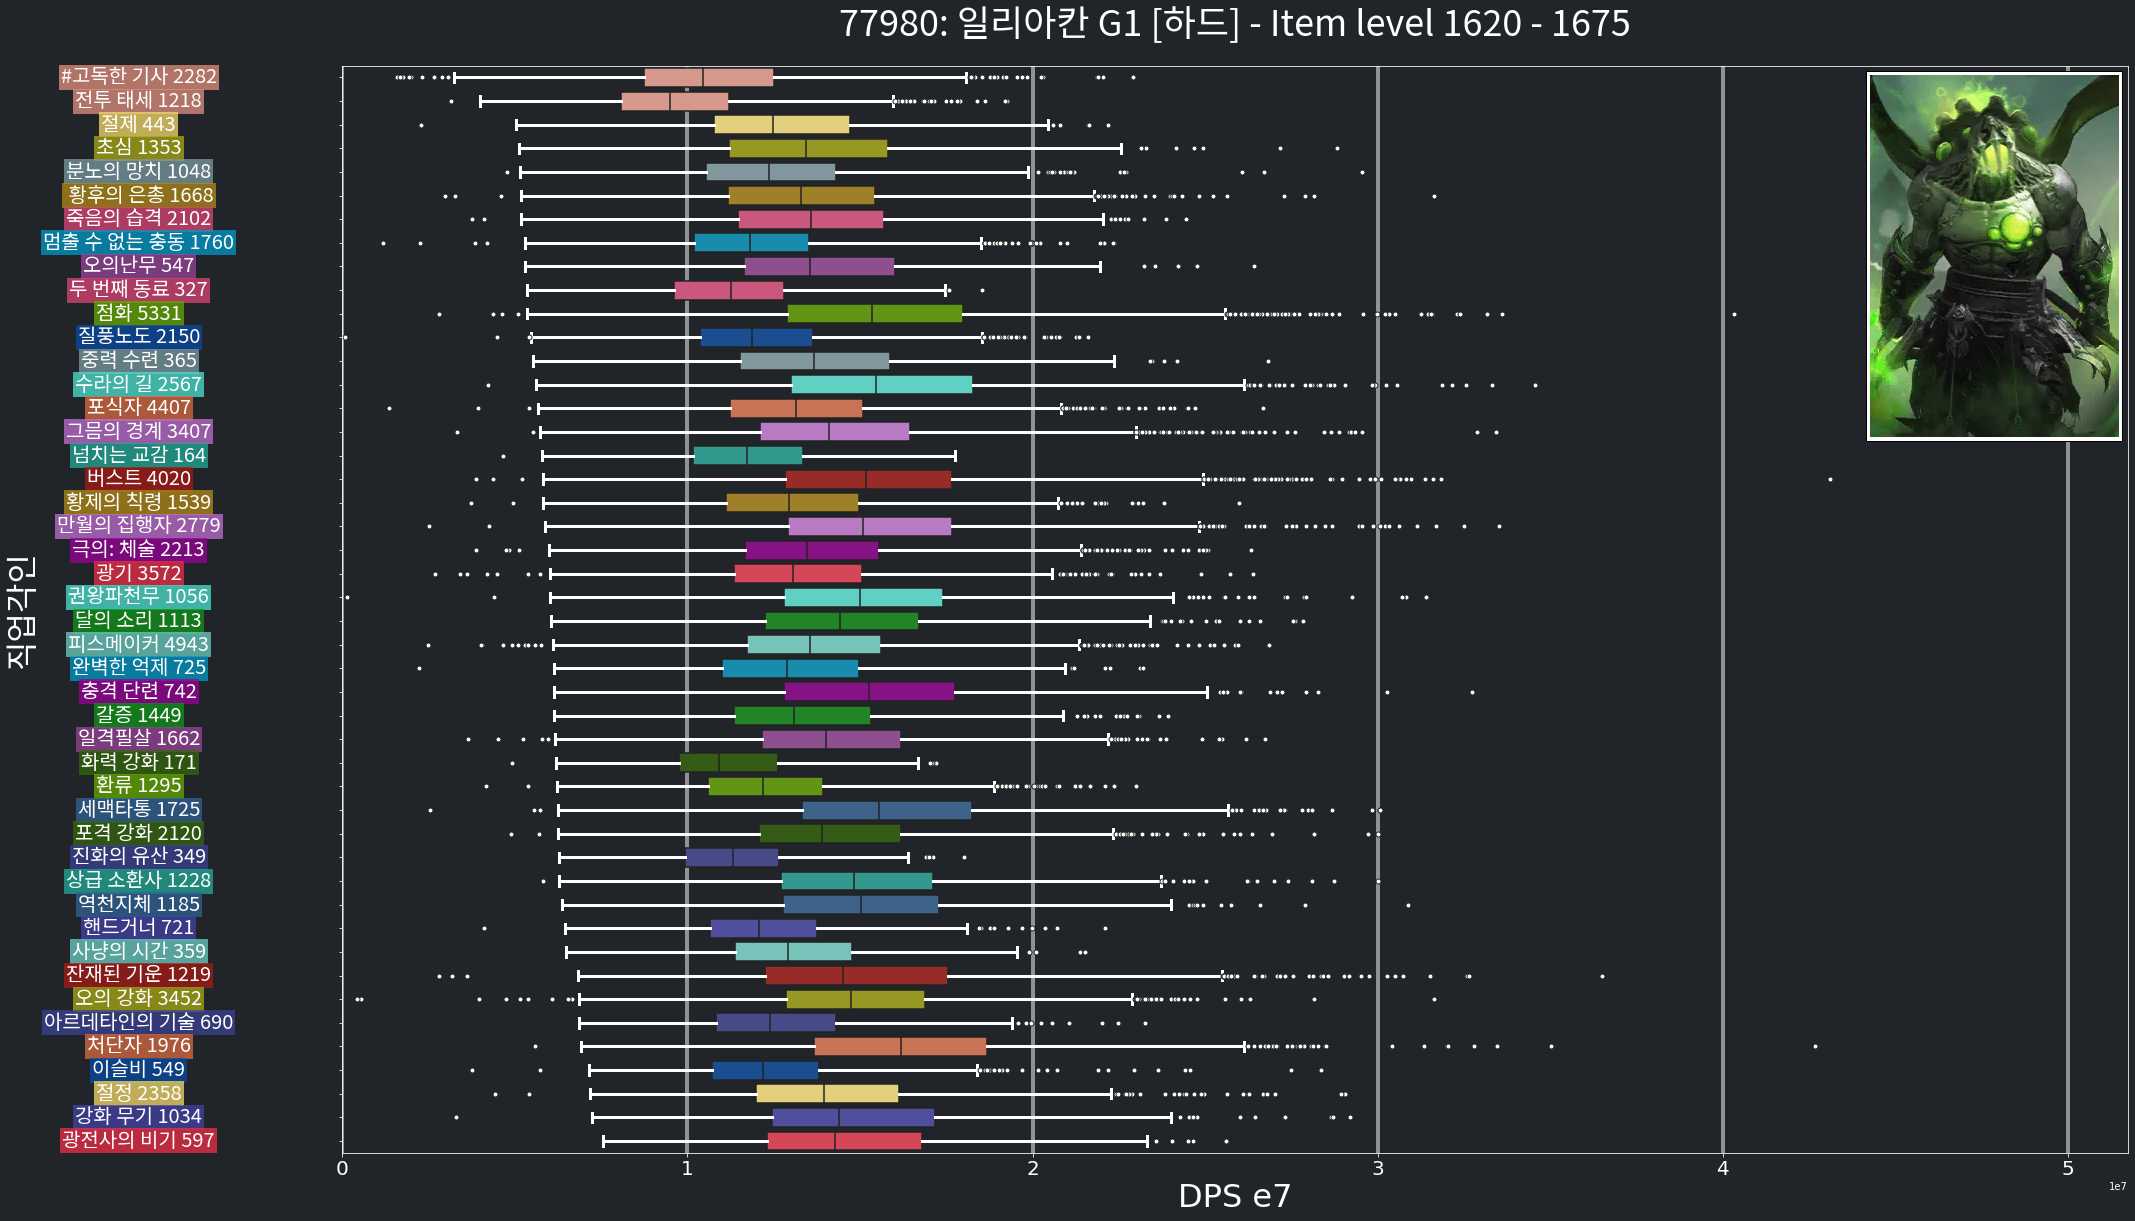 77980: 일리아칸 G1 [하드] - Item level 1620 - 1675
#고독한 기사 2282
전투 태세 1218
절제 443
초심 1353
분노의 망치 1048
황후의 은총 1668
죽음의 습격 2102
멈출 수 없는 충동 1760
오의난무 547
두 번째 동료 327
점화 5331
질풍노도 2150
중력 수련 365
수라의 길 2567
포식자 4407
그믐의 경계 3407
넘치는 교감 164
버스트 4020
황제의 칙령 1539
만월의 집행자 2779
극의: 체술 2213
광기 3572
권왕파천무 1056
달의 소리 1113
피스메이커 4943
완벽한 억제 725
충격 단련 742
갈증 1449
일격필살 1662
화력 강화 171
환류 1295
세맥타통 1725
포격 강화 2120
진화의 유산 349
상급 소환사 1228
역천지체 1185
핸드거너 721
사냥의 시간 359
잔재된 기운 1219
오의 강화 3452
아르데타인의 기술 690
처단자 1976
이슬비 549
절정 2358
강화 무기 1034
광전사의 비기 597
직업각인
0 1 2 3 4 5
DPS e7
1e7